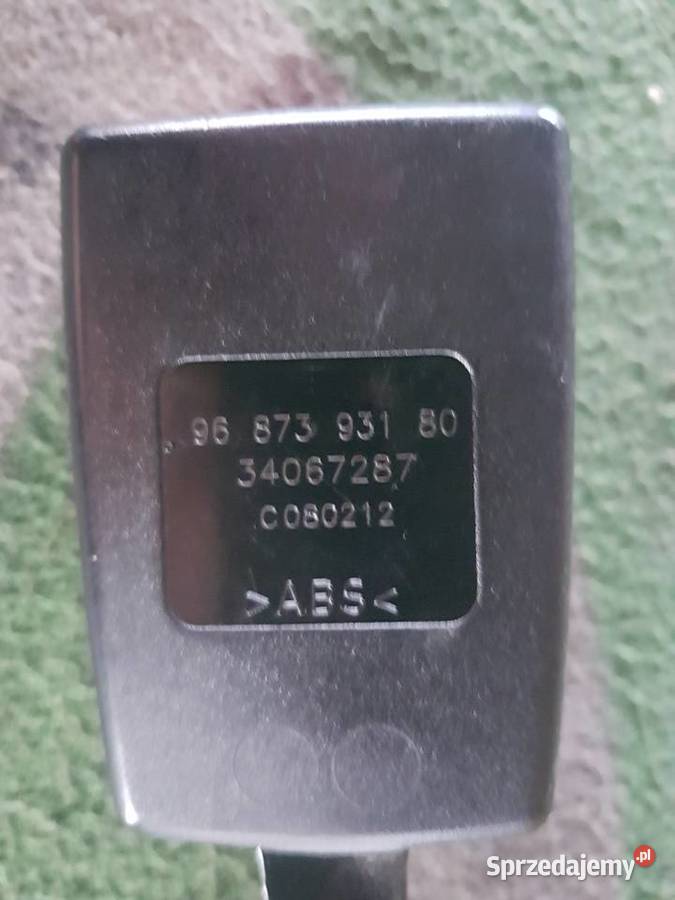 96 873 931 80
34067287
C080212
>ABS<
Sprzedajemy.pl